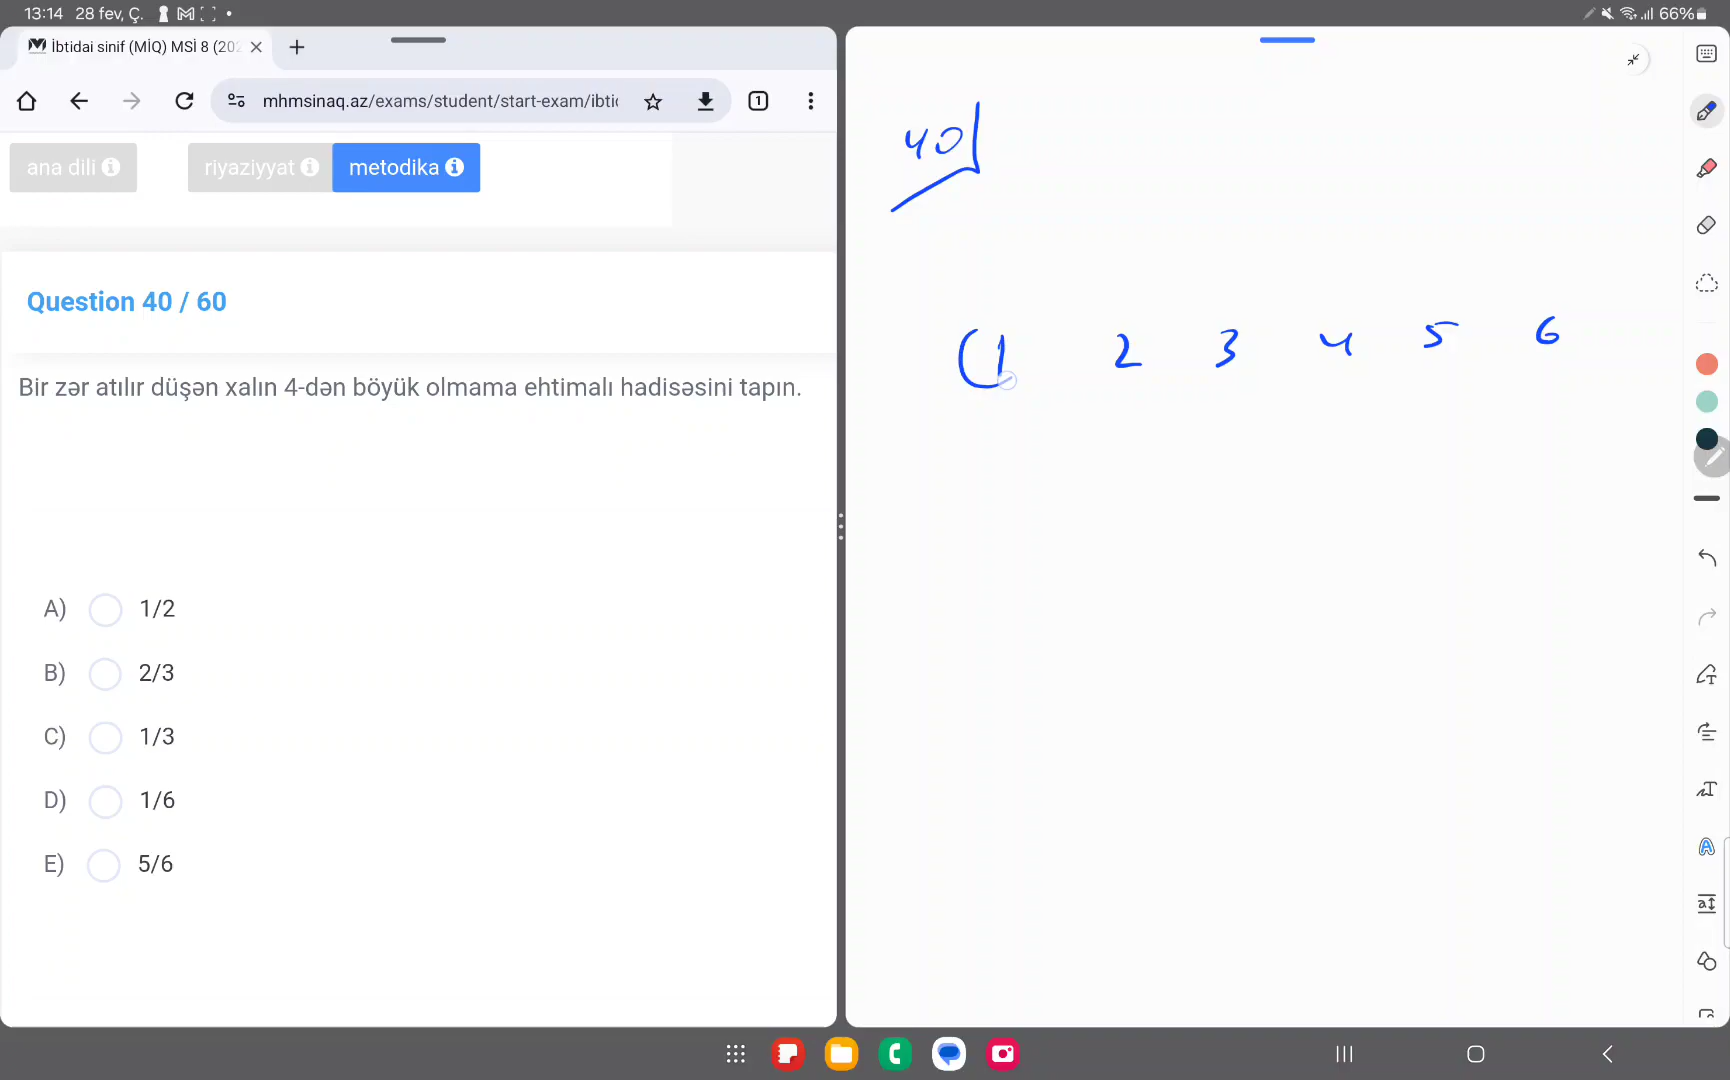 13:14 28 fev, Ç.
66%
İbtidai sinif (MİQ) MSİ 8 (202
mhmsinaq.az/exams/student/start-exam/ibti
1
ana dili
riyaziyyat
metodika
Question 40 / 60
Bir zər atılır düşən xalın 4-dən böyük olmama ehtimalı hadisəsini tapın.
A) 1/2
B) 2/3
C) 1/3
D) 1/6
E) 5/6
40
(1 2 3 4 5 6